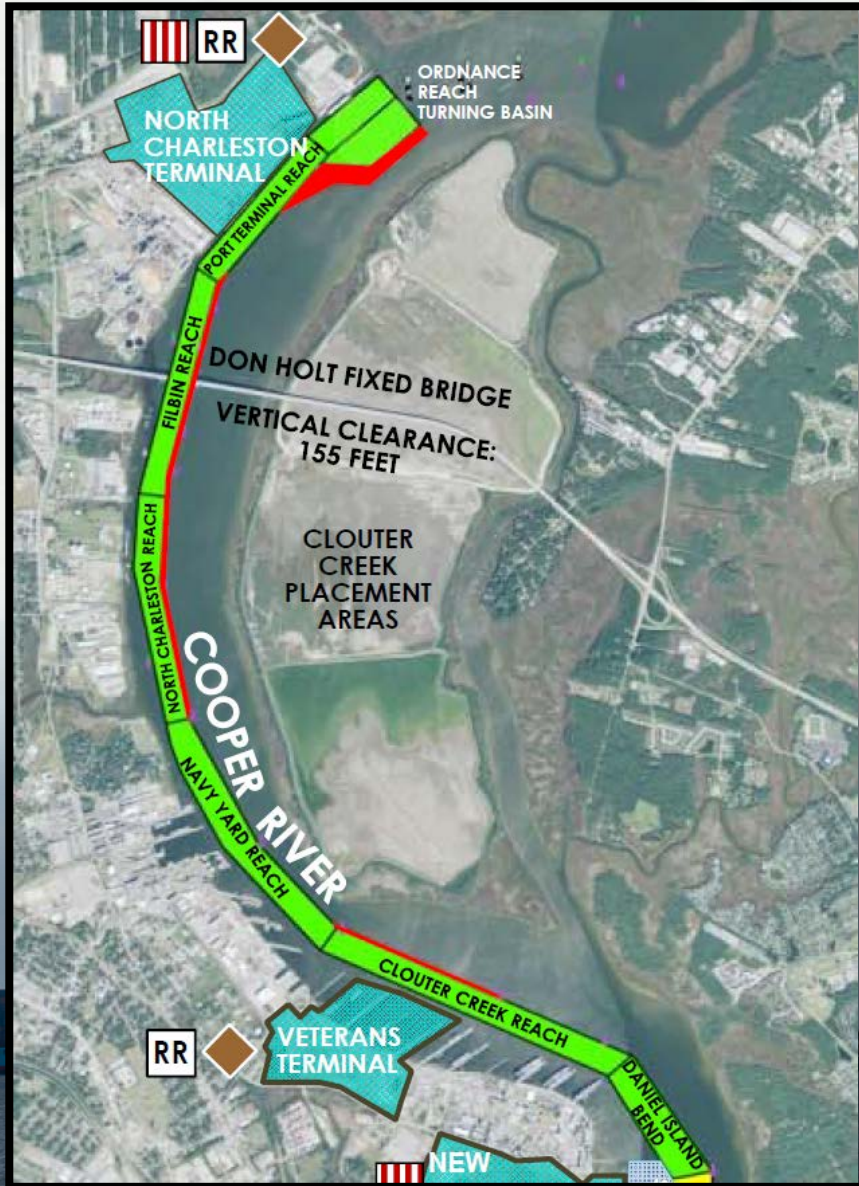 RR
ORDNANCE
REACH
TURNING BASIN
NORTH
CHARLESTON
TERMINAL
PORT TERMINAL REACH
FILBIN REACH
DON HOLT FIXED BRIDGE
VERTICAL CLEARANCE:
155 FEET
CLOUTER
CREEK
PLACEMENT
AREAS
NORTH CHARLESTON REACH
COOPER RIVER
NAVY YARD REACH
CLOUTER CREEK REACH
RR
VETERANS
TERMINAL
DANIEL ISLAND
BEND
NEW